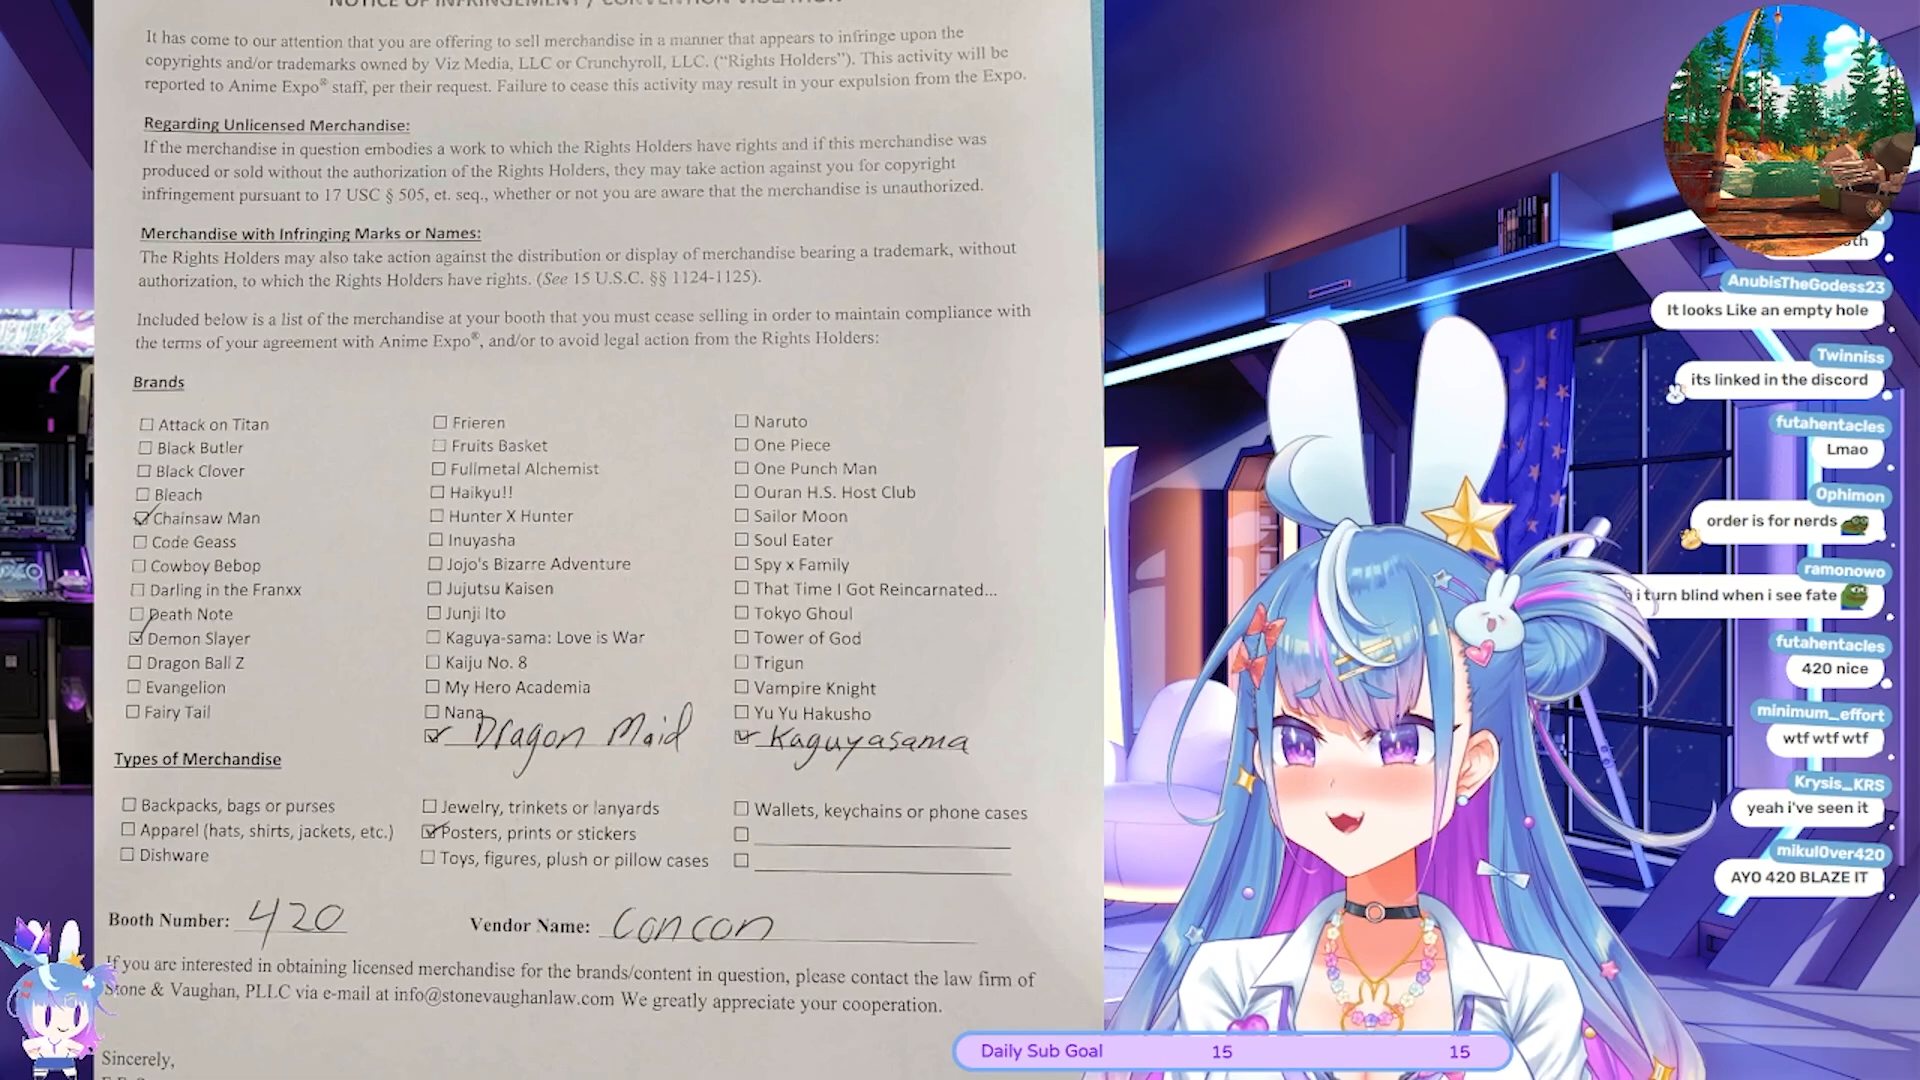 NOTICE OF INFRINGEMENT / CONVENTION VIOLATION
It has come to our attention that you are offering to sell merchandise in a manner that appears to infringe upon the
copyrights and/or trademarks owned by Viz Media, LLC or Crunchyroll, LLC. (“Rights Holders”). This activity will be
reported to Anime Expo® staff, per their request. Failure to cease this activity may result in your expulsion from the Expo.
Regarding Unlicensed Merchandise:
If the merchandise in question embodies a work to which the Rights Holders have rights and if this merchandise was
produced or sold without the authorization of the Rights Holders, they may take action against you for copyright
infringement pursuant to 17 USC § 505, et. seq., whether or not you are aware that the merchandise is unauthorized.
Merchandise with Infringing Marks or Names:
The Rights Holders may also take action against the distribution or display of merchandise bearing a trademark, without
authorization, to which the Rights Holders have rights. (See 15 U.S.C. §§ 1124-1125).
Included below is a list of the merchandise at your booth that you must cease selling in order to maintain compliance with
the terms of your agreement with Anime Expo®, and/or to avoid legal action from the Rights Holders:
Brands
Attack on Titan
Black Butler
Black Clover
Bleach
Chainsaw Man
Code Geass
Cowboy Bebop
Darling in the Franxx
Death Note
Demon Slayer
Dragon Ball Z
Evangelion
Fairy Tail
Frieren
Fruits Basket
Fullmetal Alchemist
Haikyu!!
Hunter X Hunter
Inuyasha
Jojo's Bizarre Adventure
Jujutsu Kaisen
Junji Ito
Kaguya-sama: Love is War
Kaiju No. 8
My Hero Academia
Nana
Dragon Maid
Naruto
One Piece
One Punch Man
Ouran H.S. Host Club
Sailor Moon
Soul Eater
Spy x Family
That Time I Got Reincarnated...
Tokyo Ghoul
Tower of God
Trigun
Vampire Knight
Yu Yu Hakusho
Kaguyasama
Types of Merchandise
Backpacks, bags or purses
Apparel (hats, shirts, jackets, etc.)
Dishware
Jewelry, trinkets or lanyards
Posters, prints or stickers
Toys, figures, plush or pillow cases
Wallets, keychains or phone cases
Booth Number: 420
Vendor Name: Concon
If you are interested in obtaining licensed merchandise for the brands/content in question, please contact the law firm of
Stone & Vaughan, PLLC via e-mail at info@stonevaughanlaw.com We greatly appreciate your cooperation.
Sincerely,
AnubisTheGodess23
It looks Like an empty hole
Twinniss
its linked in the discord
futahentacles
Lmao
Ophimon
order is for nerds
ramonowo
i turn blind when i see fate
futahentacles
420 nice
minimum_effort
wtf wtf wtf
Krysis_KRS
yeah i've seen it
mikul0ver420
AYO 420 BLAZE IT
Daily Sub Goal 15 15